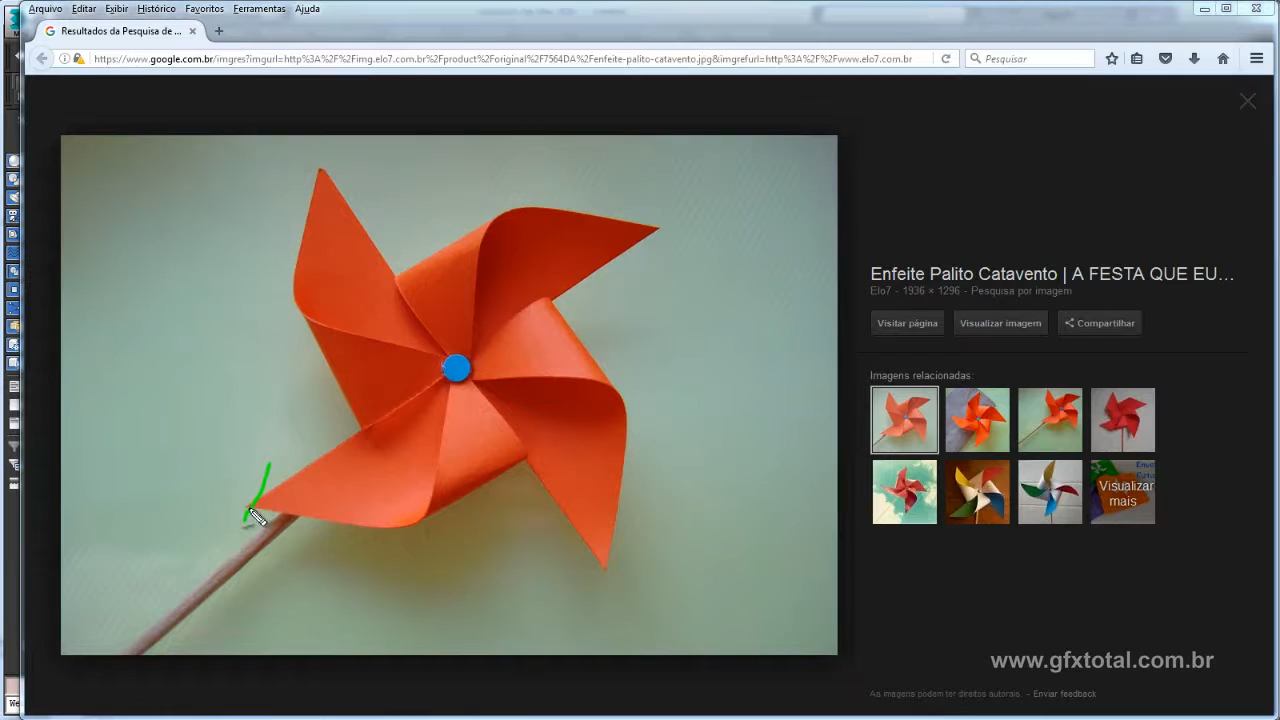 Arquivo Editar Exibir Histórico Favoritos Ferramentas Ajuda
Resultados da Pesquisa de ...
https://www.google.com.br/imgres?imgurl=http%3A%2F%2Fimg.elo7.com.br%2Fproduct%2Foriginal%2F7564DA%2Fenfeite-palito-catavento.jpg&imgrefurl=http%3A%2F%2Fwww.elo7.com.br
Pesquisar
Enfeite Palito Catavento | A FESTA QUE EU...
Elo7 - 1936 × 1296 - Pesquisa por imagem
Visitar página Visualizar imagem Compartilhar
Imagens relacionadas:
Visualizar
mais
www.gfxtotal.com.br
As imagens podem ter direitos autorais. - Enviar feedback
We